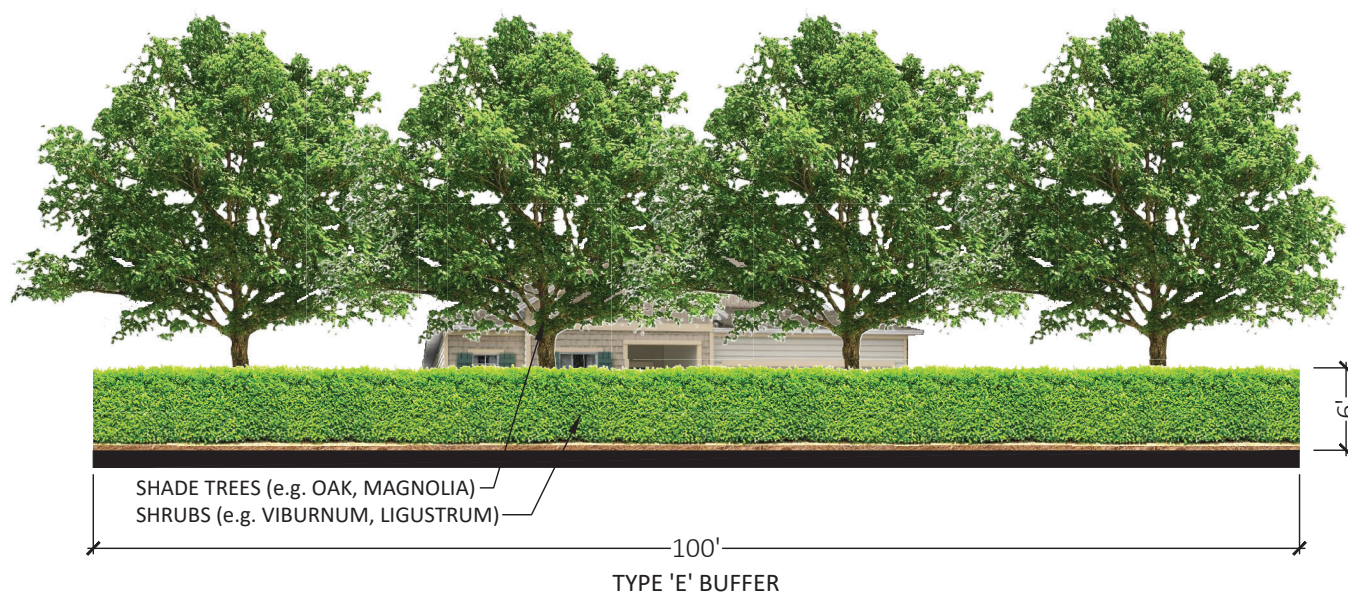 6'
SHADE TREES (e.g. OAK, MAGNOLIA)
SHRUBS (e.g. VIBURNUM, LIGUSTRUM)
100'
TYPE 'E' BUFFER